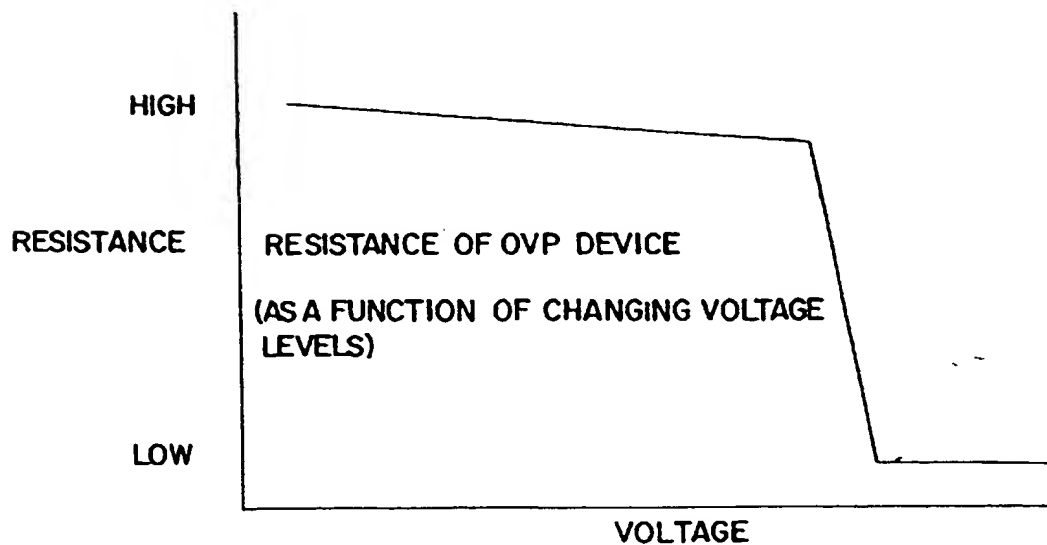 HIGH
RESISTANCE
RESISTANCE OF OVP DEVICE
(AS A FUNCTION OF CHANGING VOLTAGE
LEVELS)
LOW
VOLTAGE